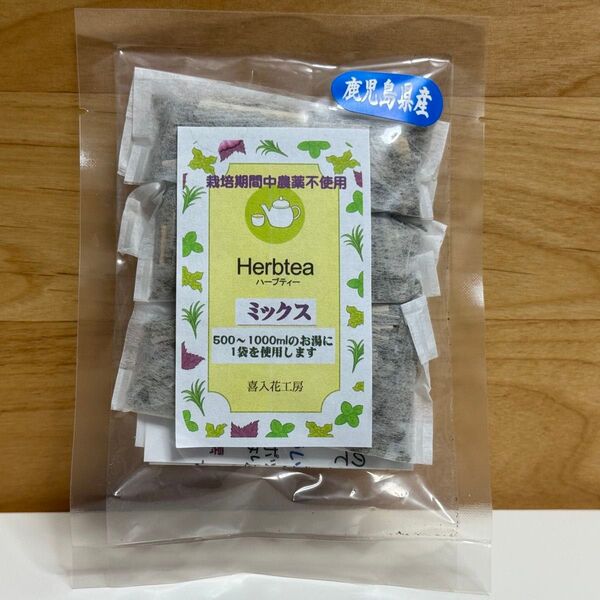 鹿児島県産
栽培期間中農薬不使用
Herbtea
ハーブティー
ミックス
500～1000mlのお湯に
1袋を使用します
喜入花工房